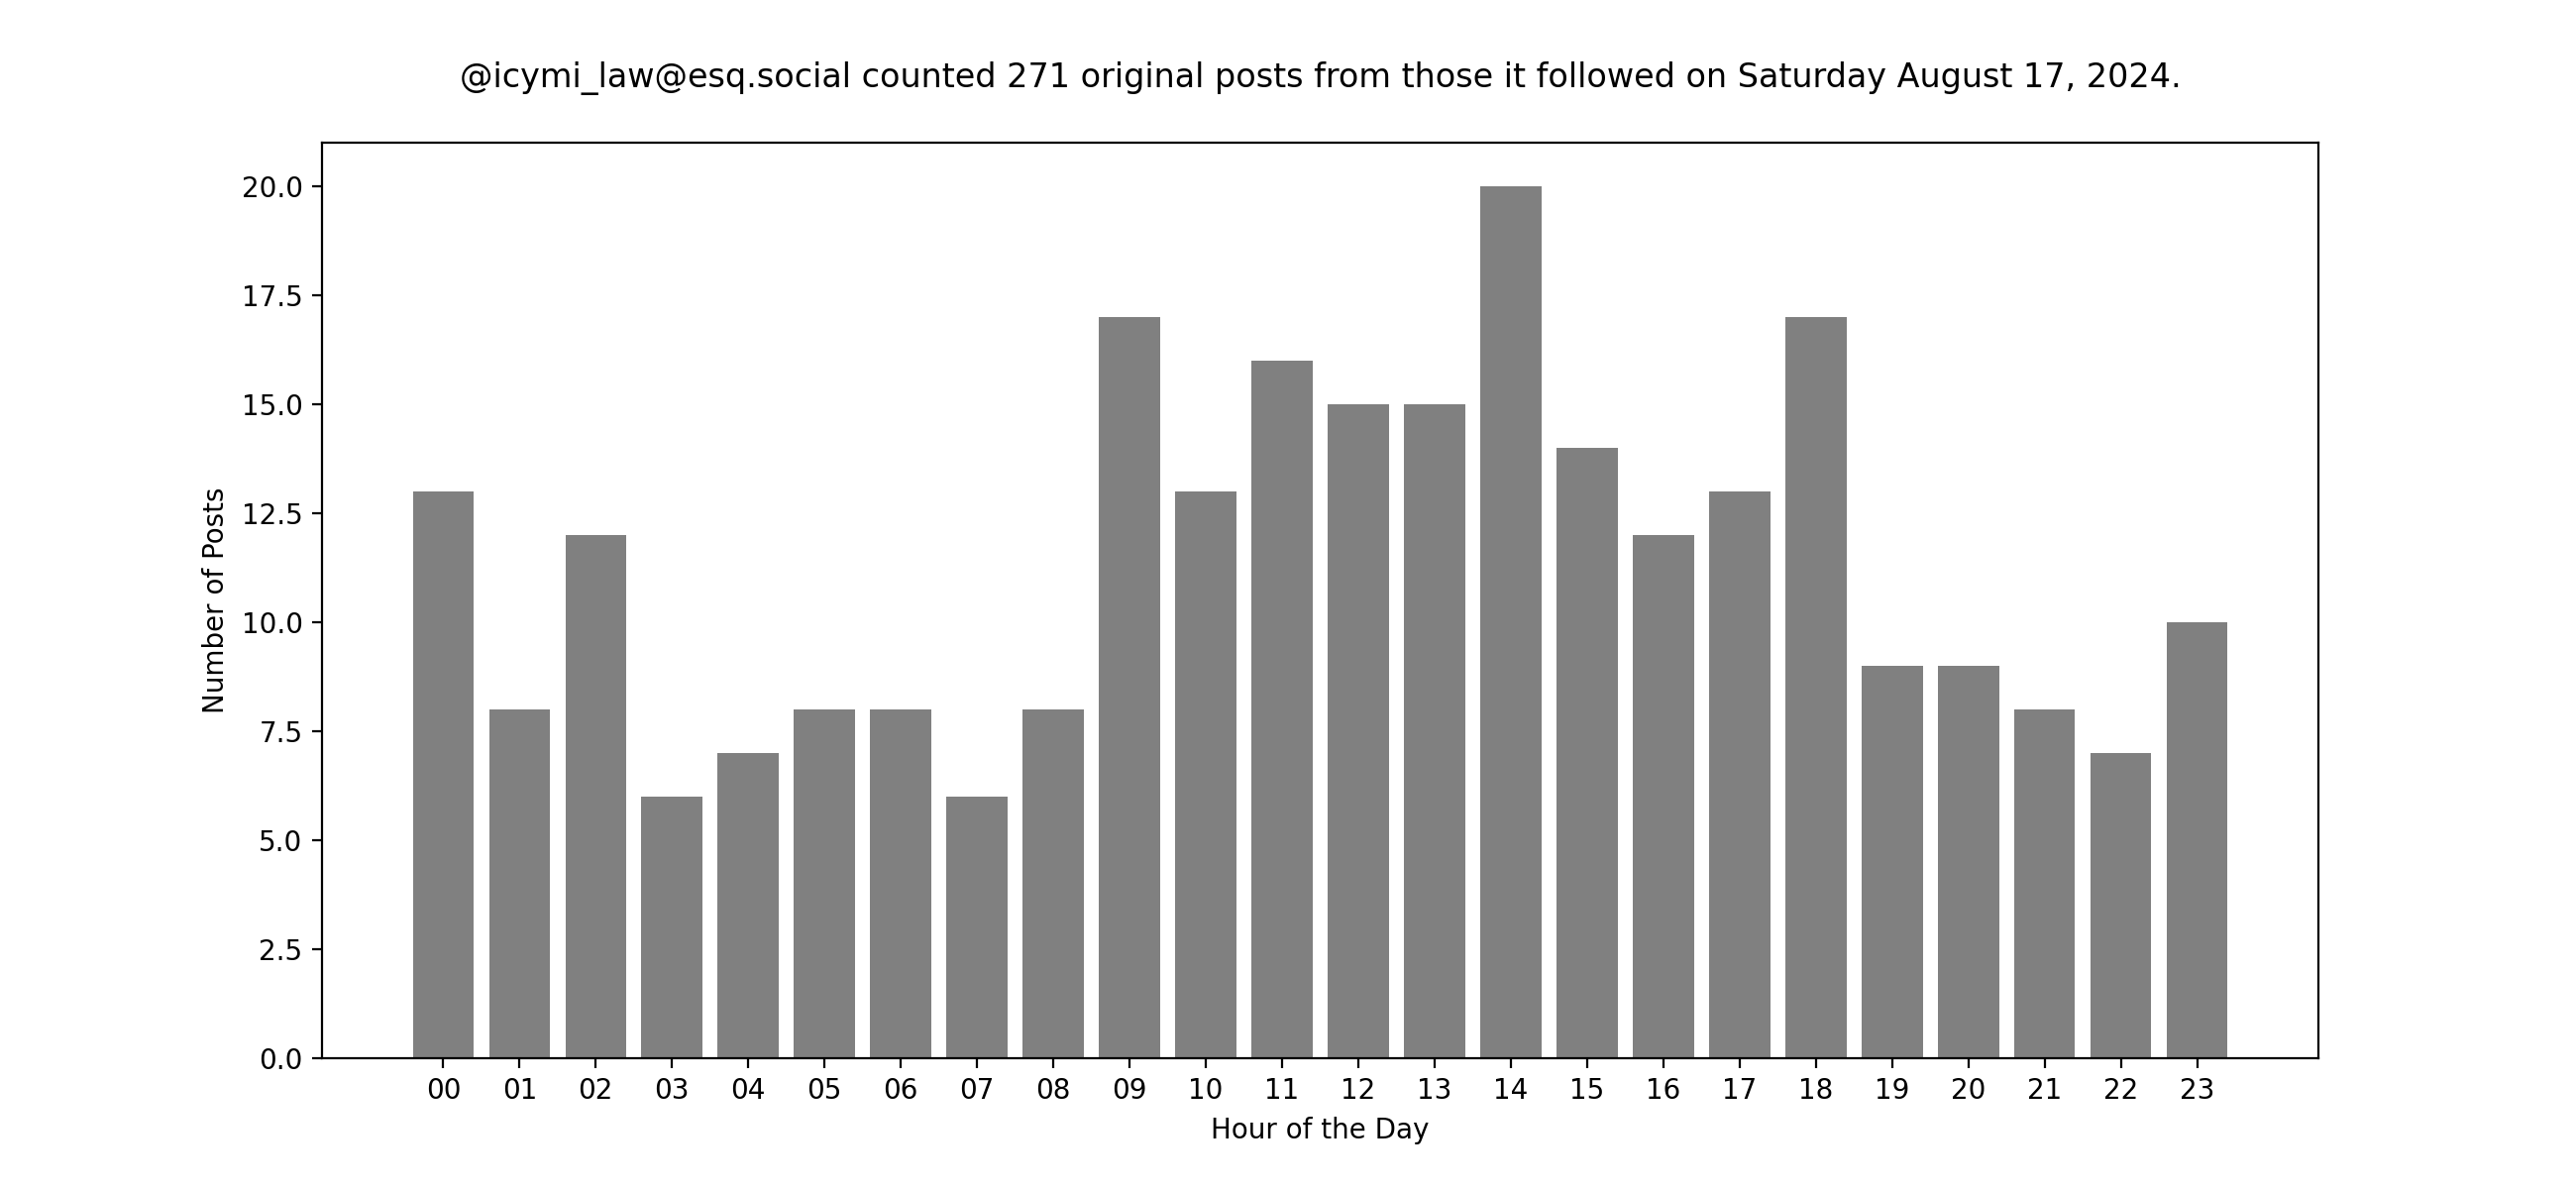 @icymi_law@esq.social counted 271 original posts from those it followed on Saturday August 17, 2024.
20.0
17.5
15.0
12.5
10.0
7.5
5.0
2.5
0.0
Number of Posts
00 01 02 03 04 05 06 07 08 09 10 11 12 13 14 15 16 17 18 19 20 21 22 23
Hour of the Day